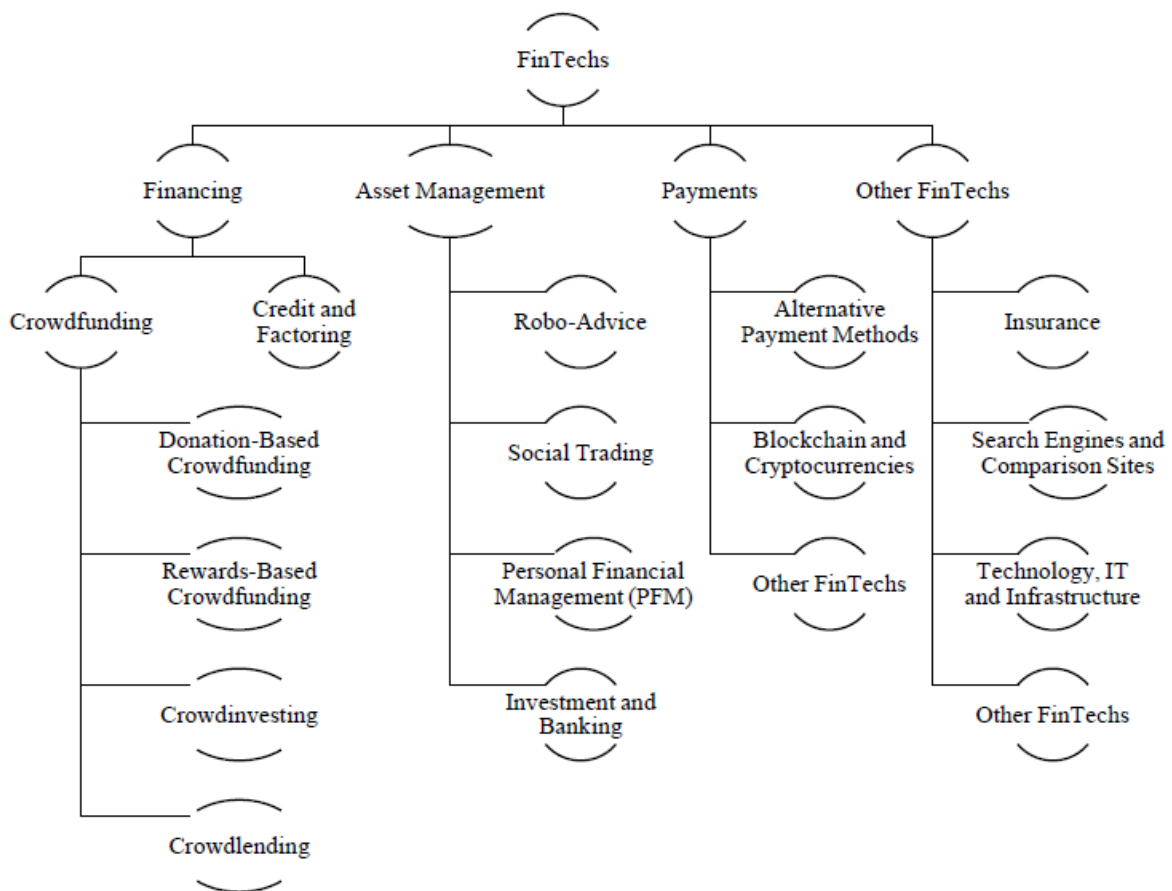 FinTechs
Financing
Asset Management
Payments
Other FinTechs
Crowdfunding
Credit and
Factoring
Robo-Advice
Alternative
Payment Methods
Insurance
Donation-Based
Crowdfunding
Social Trading
Blockchain and
Cryptocurrencies
Search Engines and
Comparison Sites
Rewards-Based
Crowdfunding
Personal Financial
Management (PFM)
Other FinTechs
Technology, IT
and Infrastructure
Crowdinvesting
Investment and
Banking
Other FinTechs
Crowdlending